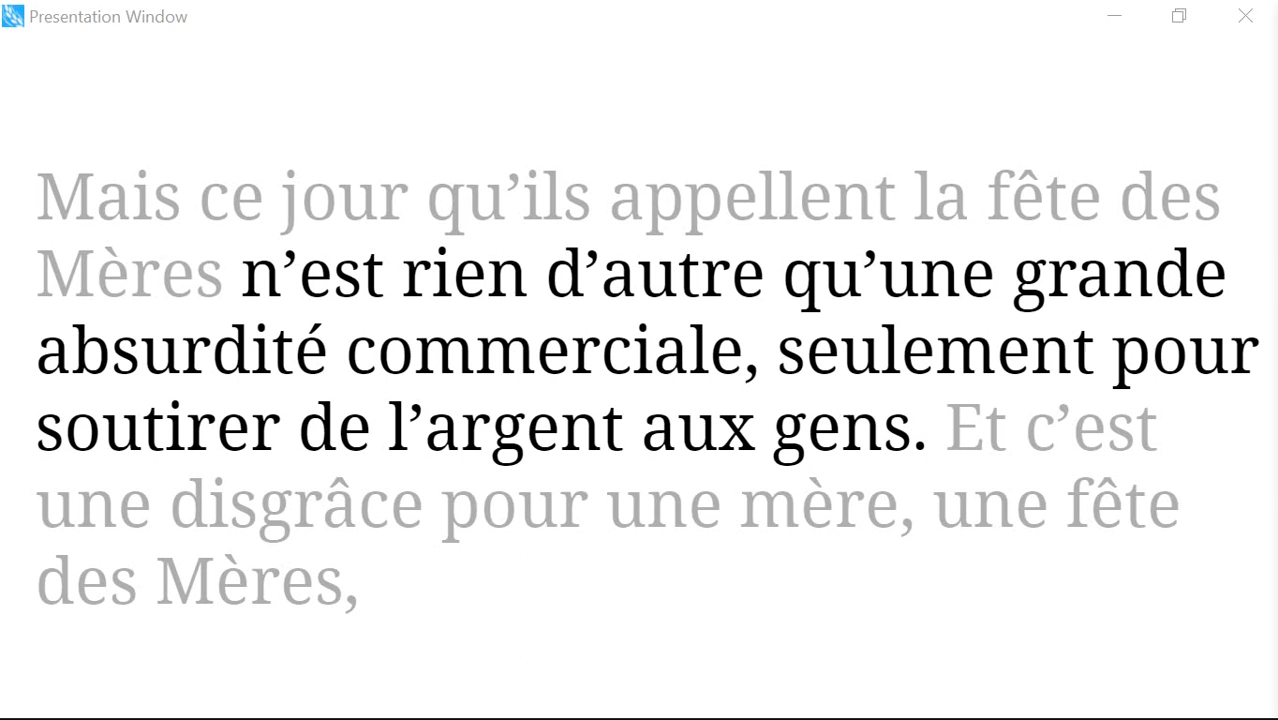 Presentation Window
Mais ce jour qu’ils appellent la fête des
Mères n’est rien d’autre qu’une grande
absurdité commerciale, seulement pour
soutirer de l’argent aux gens. Et c’est
une disgrâce pour une mère, une fête
des Mères,